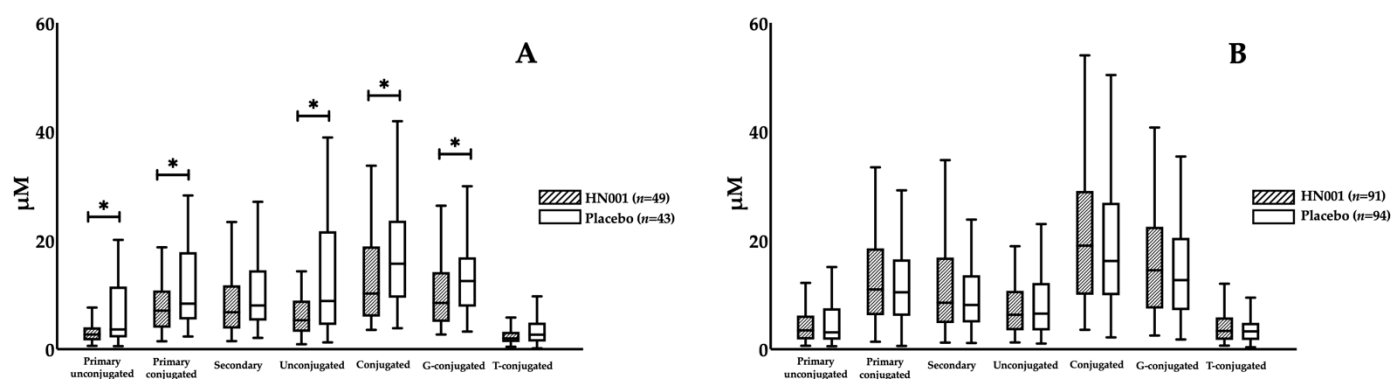 60
A
40
μM
20
0
* * * * *
HN001 (n=49)
Placebo (n=43)
Primary
unconjugated
Primary
conjugated
Secondary
Unconjugated
Conjugated
G-conjugated
T-conjugated
60
B
40
μM
20
0
HN001 (n=91)
Placebo (n=94)
Primary
unconjugated
Primary
conjugated
Secondary
Unconjugated
Conjugated
G-conjugated
T-conjugated